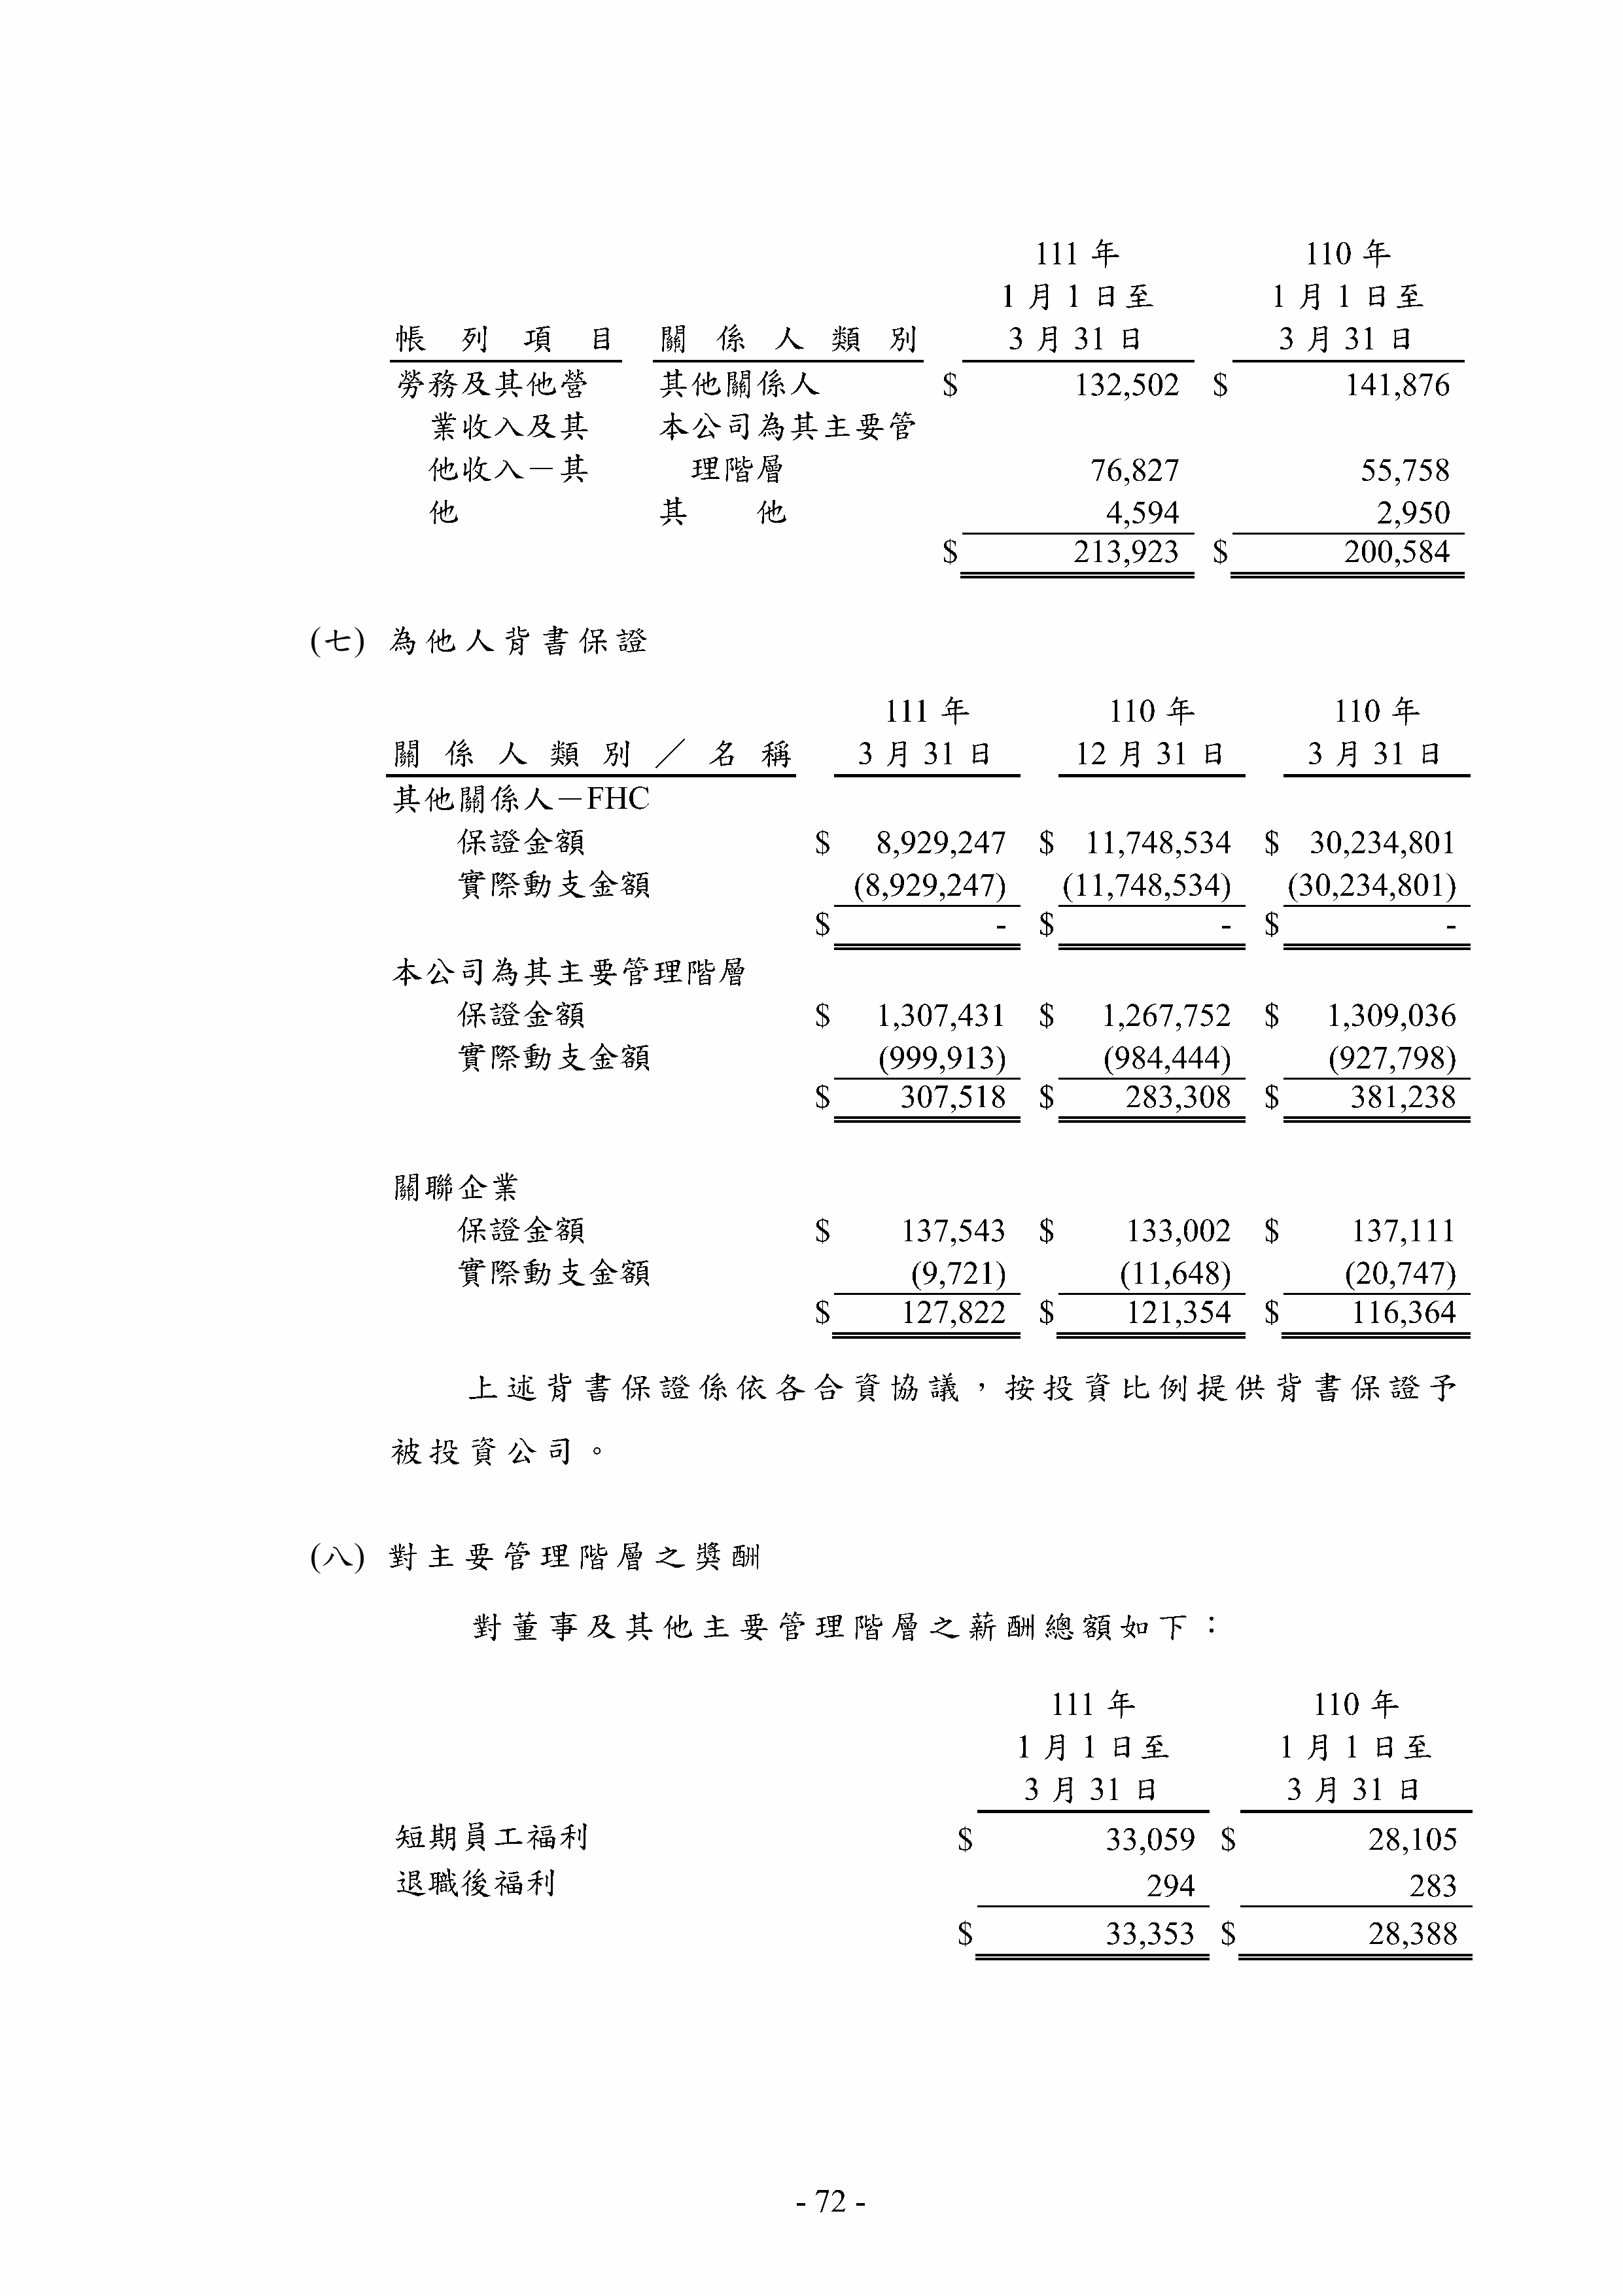 111 年 110 年
1 月 1 日至 1 月 1 日至
帳列項目 關係人類別 3 月 31 日 3 月 31 日
勞務及其他營 其他關係人 $ 132,502 $ 141,876
業收入及其 本公司為其主要管
他收入－其 理階層 76,827 55,758
他 其他 4,594 2,950
$ 213,923 $ 200,584
(七) 為他人背書保證
111 年 110 年 110 年
關係人類別／名稱 3 月 31 日 12 月 31 日 3 月 31 日
其他關係人－FHC
保證金額 $ 8,929,247 $ 11,748,534 $ 30,234,801
實際動支金額 (8,929,247) (11,748,534) (30,234,801)
$ - $ - $ -
本公司為其主要管理階層
保證金額 $ 1,307,431 $ 1,267,752 $ 1,309,036
實際動支金額 (999,913) (984,444) (927,798)
$ 307,518 $ 283,308 $ 381,238
關聯企業
保證金額 $ 137,543 $ 133,002 $ 137,111
實際動支金額 (9,721) (11,648) (20,747)
$ 127,822 $ 121,354 $ 116,364
上述背書保證係依各合資協議，按投資比例提供背書保證予
被投資公司。
(八) 對主要管理階層之獎酬
對董事及其他主要管理階層之薪酬總額如下：
111 年 110 年
1 月 1 日至 1 月 1 日至
3 月 31 日 3 月 31 日
短期員工福利 $ 33,059 $ 28,105
退職後福利 294 283
$ 33,353 $ 28,388
- 72 -